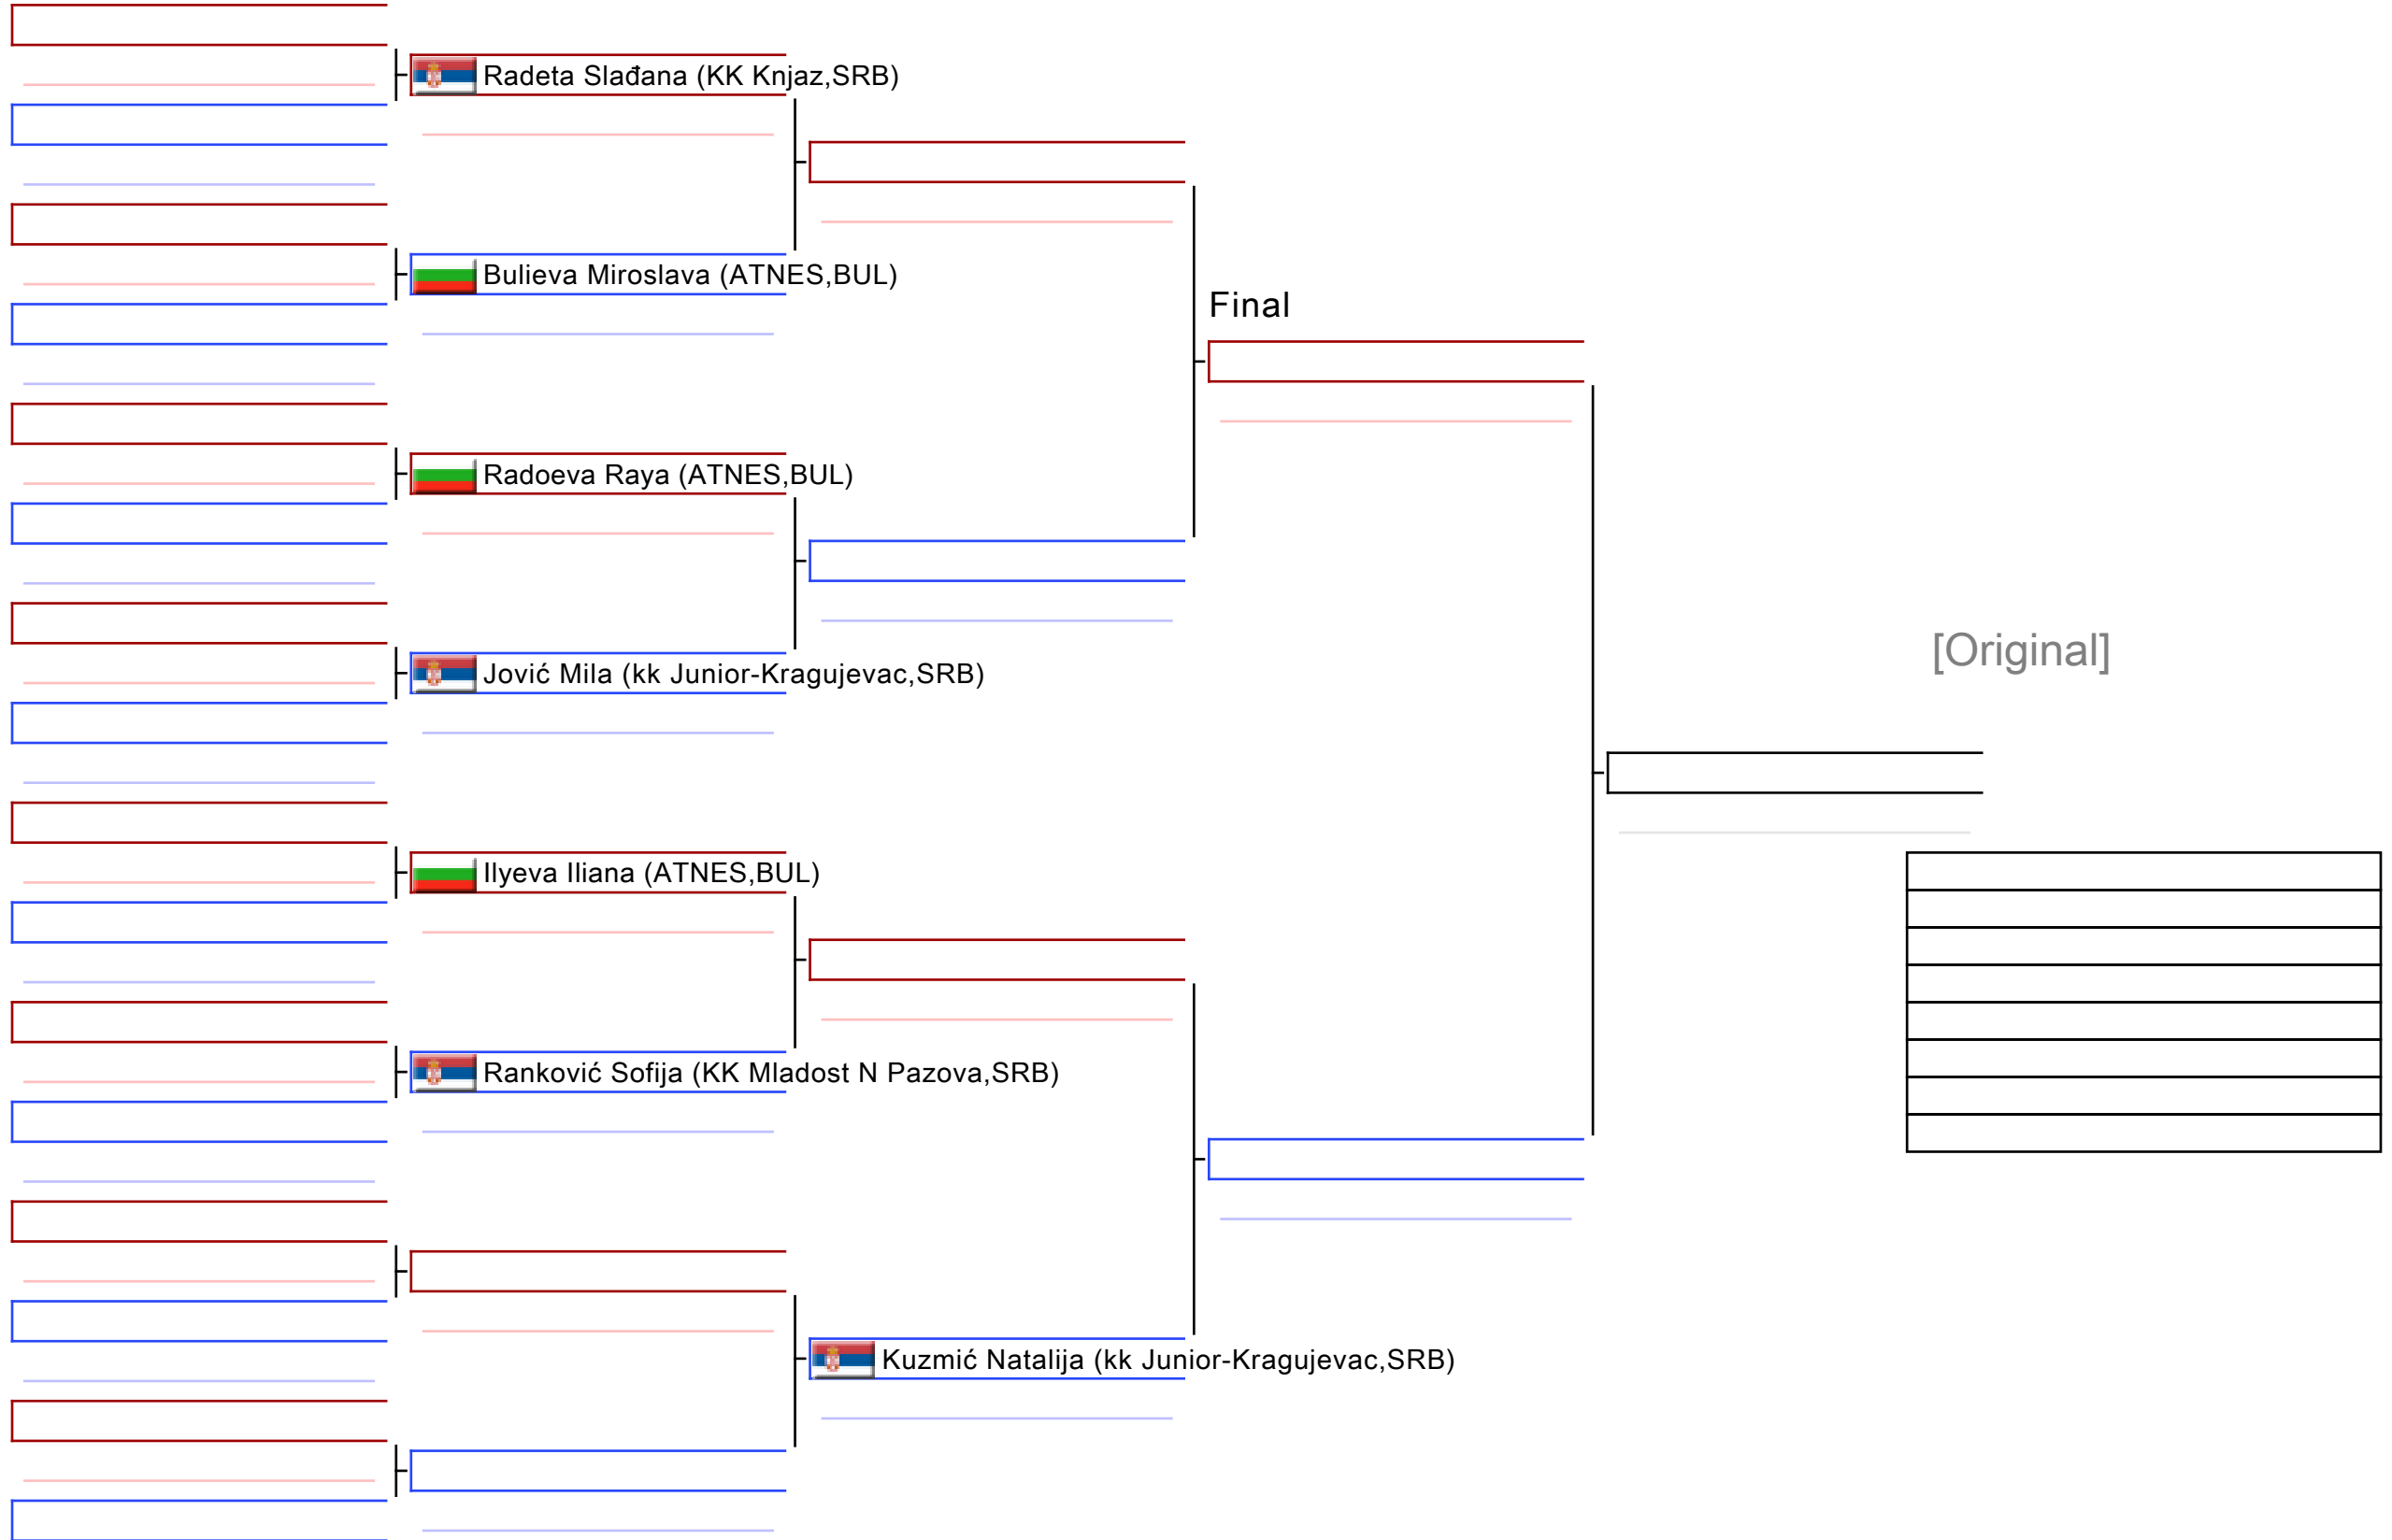 Radeta Slađana (KK Knjaz,SRB)
Bulieva Miroslava (ATNES,BUL)
Final
Radoeva Raya (ATNES,BUL)
[Original]
Jović Mila (kk Junior-Kragujevac,SRB)
Ilyeva Iliana (ATNES,BUL)
Ranković Sofija (KK Mladost N Pazova,SRB)
Kuzmić Natalija (kk Junior-Kragujevac,SRB)